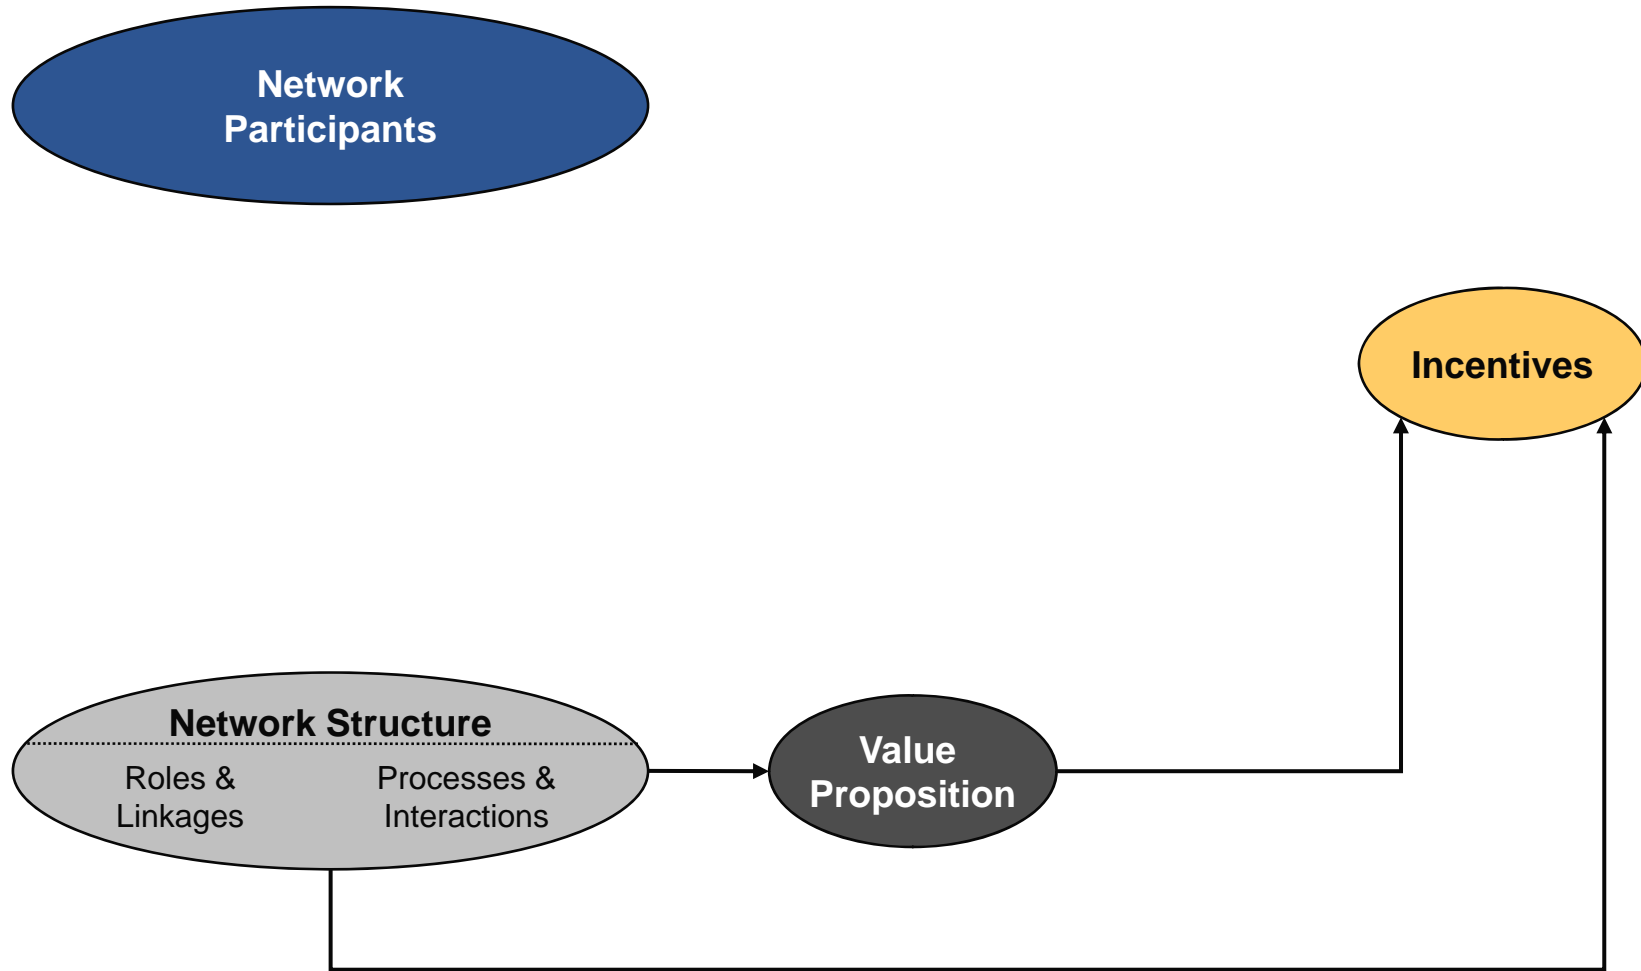 Network
Participants
Incentives
Network Structure
Roles &
Linkages
Processes &
Interactions
Value
Proposition